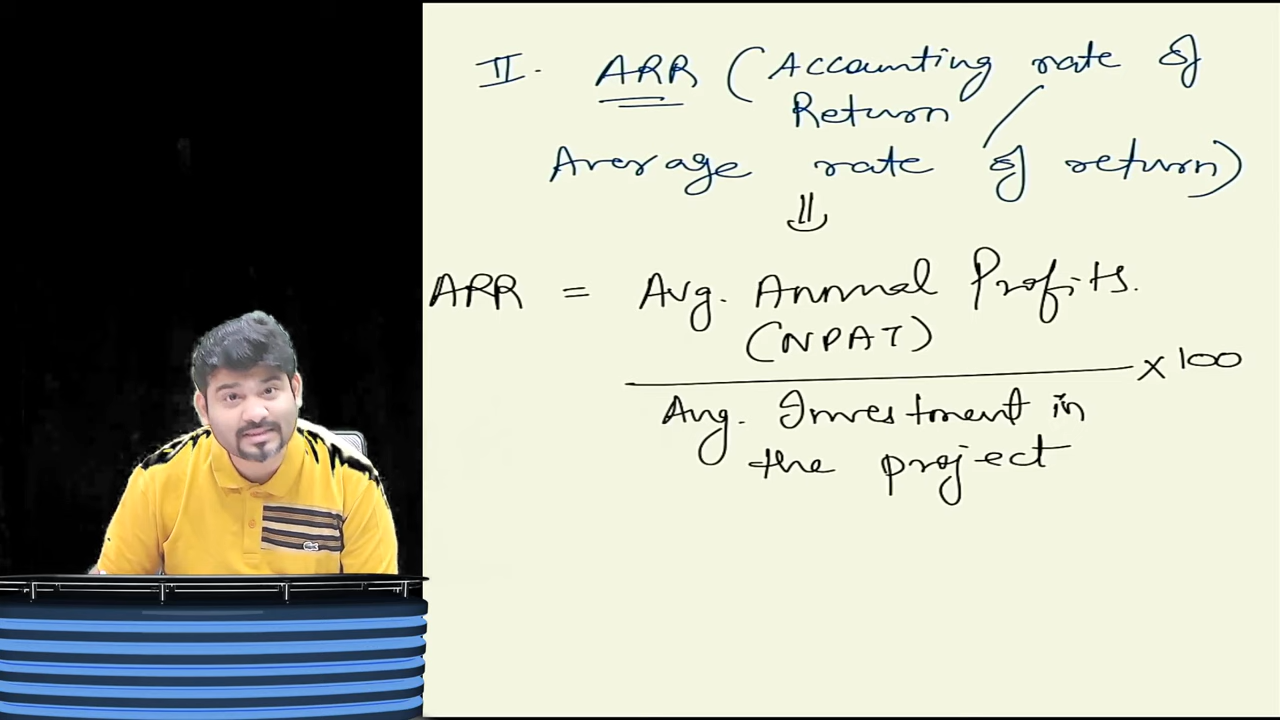 II. ARR (Accounting rate of
Return /
Average rate of return)
ARR = Avg. Annual Profits.
(NPAT)
× 100
Avg. Investment in
the project